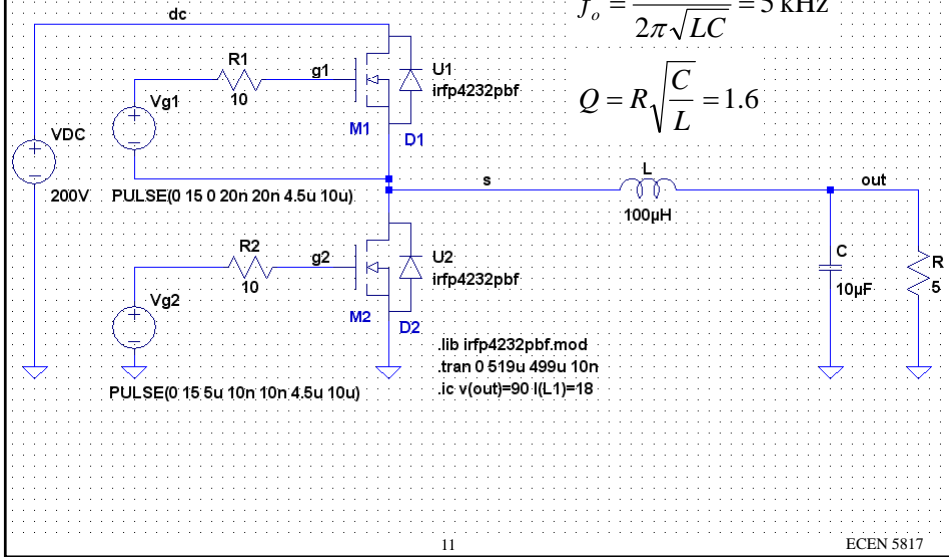 f_o = 1 / 2π√LC = 5 kHz
Q = R√C/L = 1.6
dc
R1
10
g1
U1
irfp4232pbf
Vg1
M1
D1
VDC
200V
PULSE(0 15 0 20n 20n 4.5u 10u)
s
L
100µH
out
R2
10
g2
U2
irfp4232pbf
C
10µF
R
5
Vg2
M2
D2
.lib irfp4232pbf.mod
.tran 0 519u 499u 10n
.ic v(out)=90 I(L1)=18
PULSE(0 15 5u 10n 10n 4.5u 10u)
11
ECEN 5817